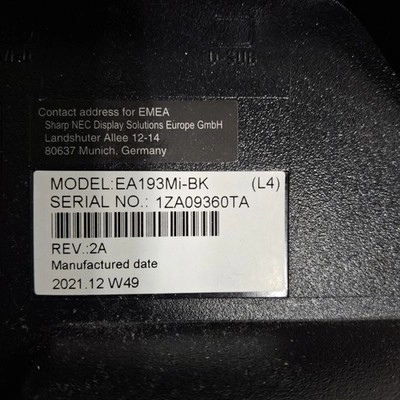 D-SUB
Contact address for EMEA
Sharp NEC Display Solutions Europe GmbH
Landshuter Allee 12-14
80637 Munich, Germany
MODEL:EA193Mi-BK (L4)
SERIAL NO.: 1ZA09360TA
REV.:2A
Manufactured date
2021.12 W49